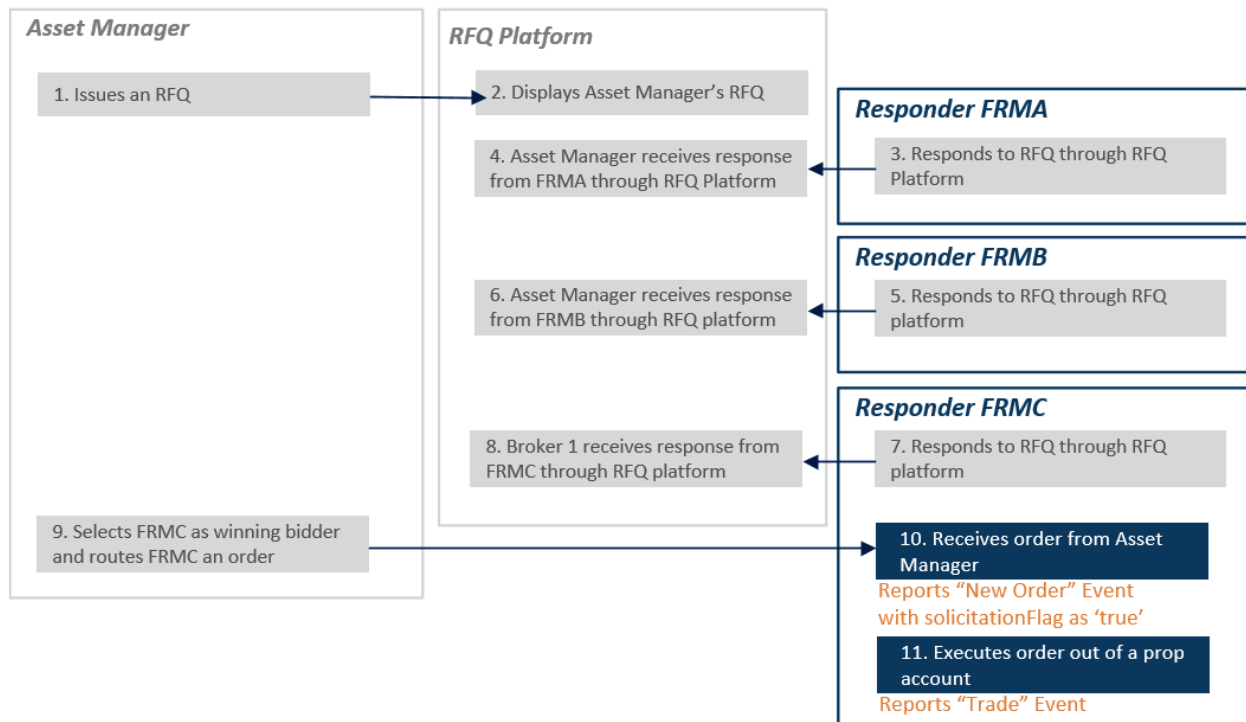 Asset Manager
RFQ Platform
1. Issues an RFQ
2. Displays Asset Manager's RFQ
Responder FRMA
4. Asset Manager receives response
from FRMA through RFQ Platform
3. Responds to RFQ through RFQ
Platform
Responder FRMB
6. Asset Manager receives response
from FRMB through RFQ platform
5. Responds to RFQ through RFQ
platform
Responder FRMC
8. Broker 1 receives response from
FRMC through RFQ platform
7. Responds to RFQ through RFQ
platform
9. Selects FRMC as winning bidder
and routes FRMC an order
10. Receives order from Asset
Manager
Reports “New Order” Event
with solicitationFlag as ‘true’
11. Executes order out of a prop
account
Reports “Trade” Event